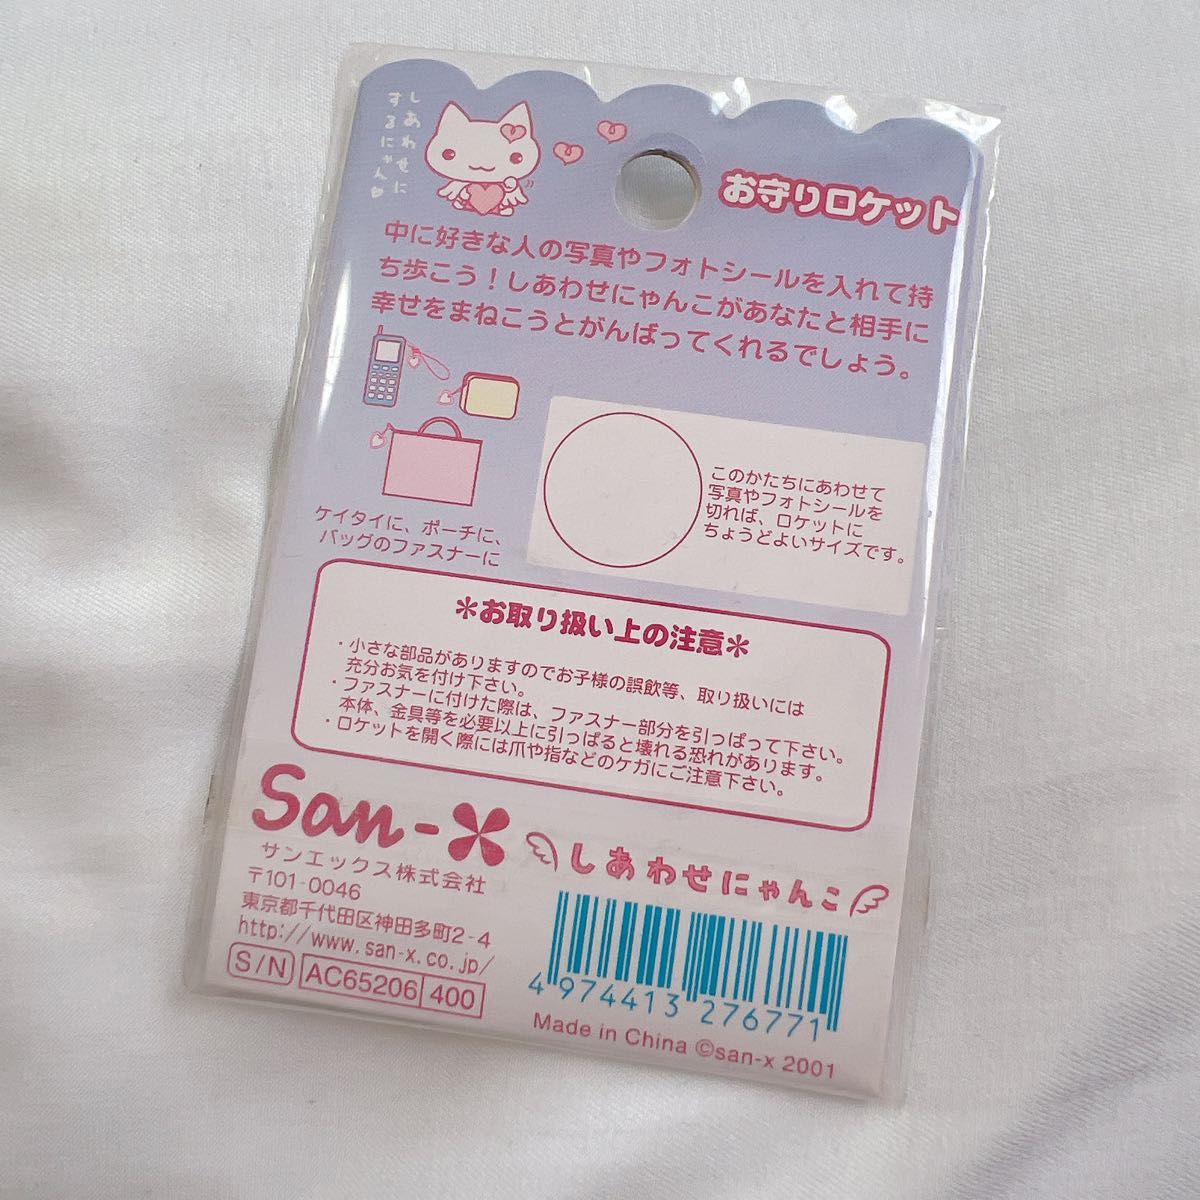 しあわせに
するにゃん♡
お守りロケット
中に好きな人の写真やフォトシールを入れて持
ち歩こう！しあわせにゃんこがあなたと相手に
幸せをまねこうとがんばってくれるでしょう。
このかたちにあわせて
写真やフォトシールを
切れば、ロケットに
ちょうどよいサイズです。
ケイタイに、ポーチに、
バッグのファスナーに
＊お取り扱い上の注意＊
・小さな部品がありますのでお子様の誤飲等、取り扱いには
充分お気を付け下さい。
・ファスナーに付けた際は、ファスナー部分を引っぱって下さい。
本体、金具等を必要以上に引っぱると壊れる恐れがあります。
・ロケットを開く際には爪や指などのケガにご注意下さい。
San-X
しあわせにゃんこ
サンエックス株式会社
〒101-0046
東京都千代田区神田多町2-4
http://www.san-x.co.jp/
S/N AC65206 400
4 974413 276771
Made in China ©san-x 2001